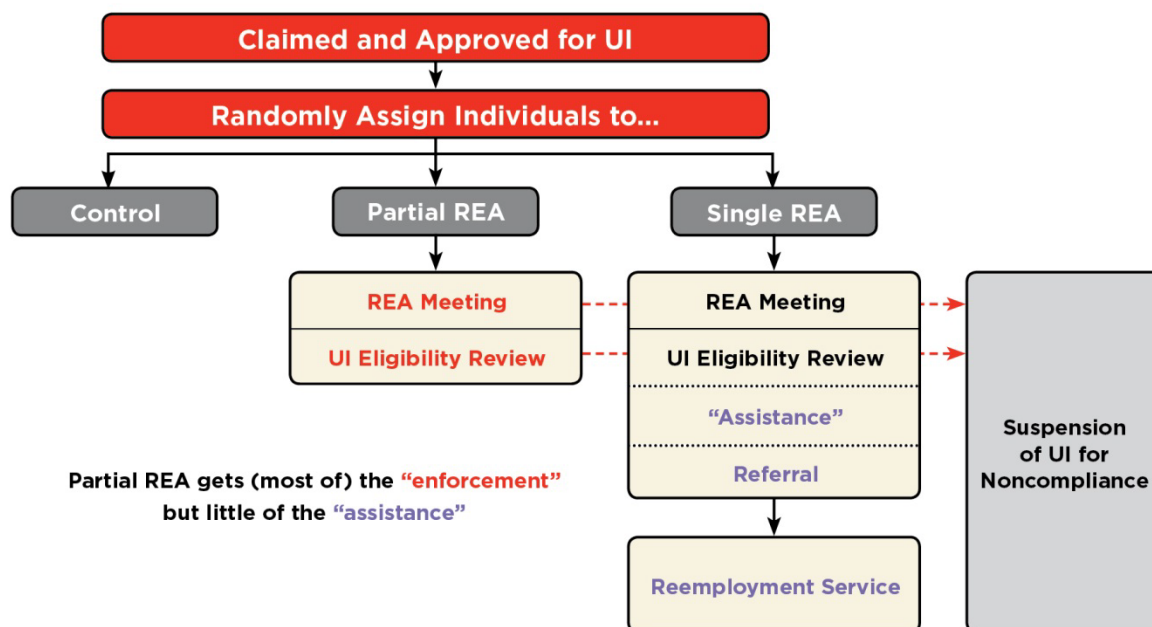 Claimed and Approved for UI
Randomly Assign Individuals to...
Control
Partial REA
Single REA
REA Meeting
UI Eligibility Review
REA Meeting
UI Eligibility Review
“Assistance”
Referral
Reemployment Service
Suspension
of UI for
Noncompliance
Partial REA gets (most of) the “enforcement”
but little of the “assistance”